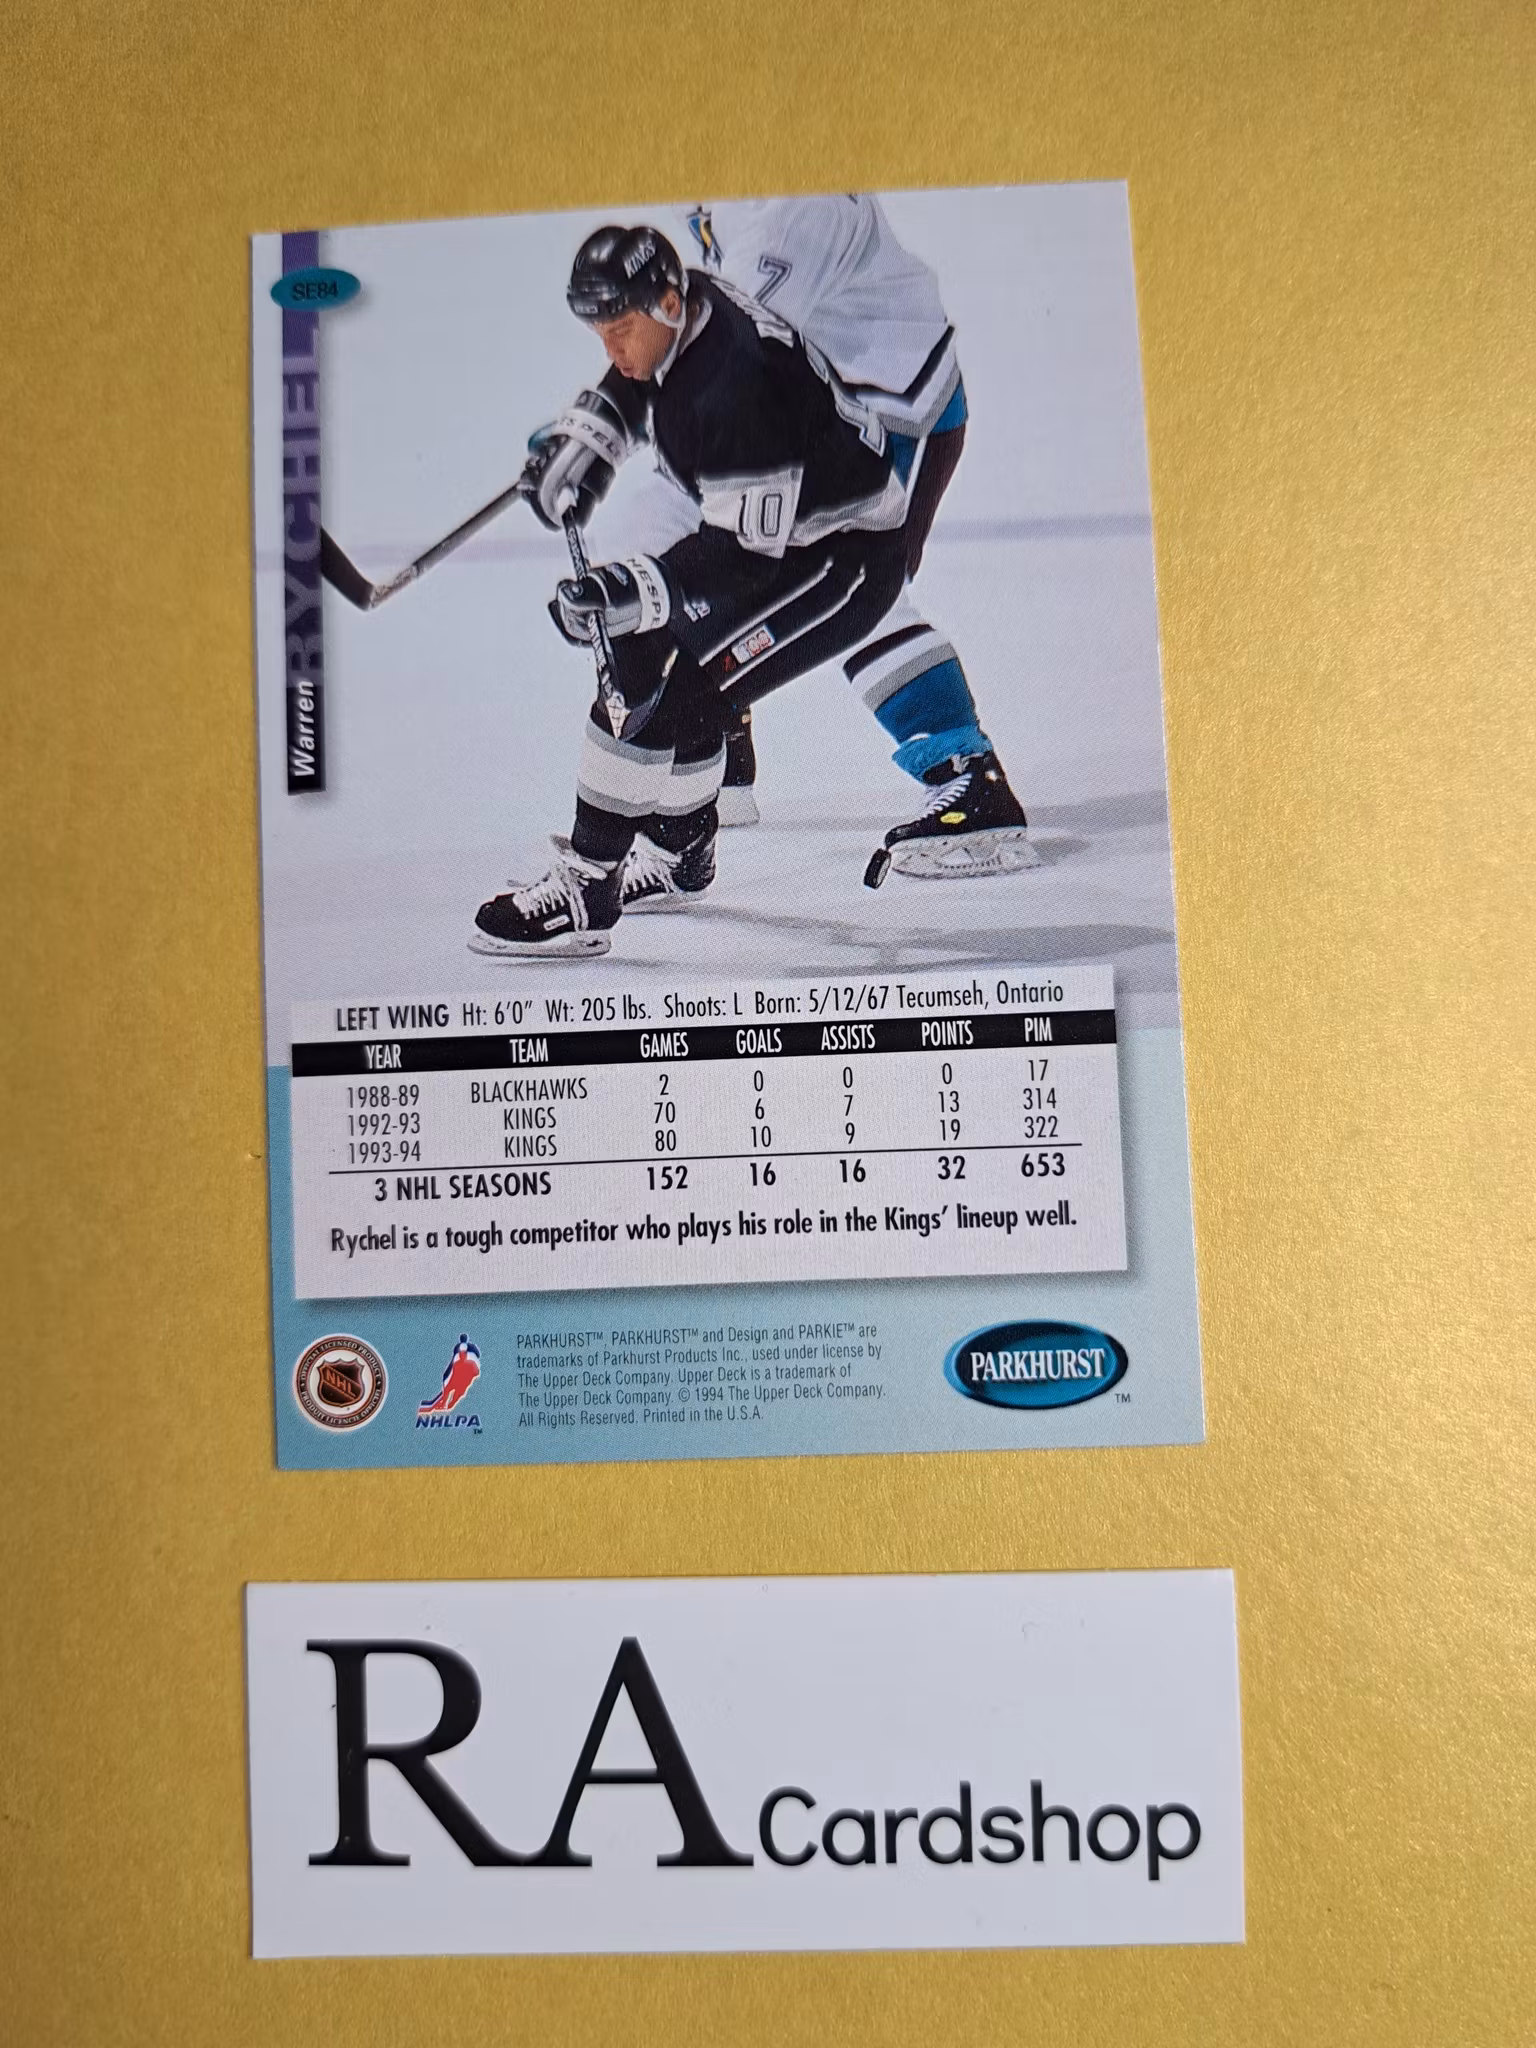 SE84
Warren RYCHEL
KINGS
7
10
LEFT WING Ht: 6'0" Wt: 205 lbs. Shoots: L Born: 5/12/67 Tecumseh, Ontario
YEAR TEAM GAMES GOALS ASSISTS POINTS PIM
1988-89 BLACKHAWKS 2 0 0 0 17
1992-93 KINGS 70 6 7 13 314
1993-94 KINGS 80 10 9 19 322
3 NHL SEASONS 152 16 16 32 653
Rychel is a tough competitor who plays his role in the Kings' lineup well.
NHL
NHLPA
PARKHURST™, PARKHURST™ and Design and PARKIE™ are
trademarks of Parkhurst Products Inc., used under license by
The Upper Deck Company. Upper Deck is a trademark of
The Upper Deck Company. © 1994 The Upper Deck Company.
All Rights Reserved. Printed in the U.S.A.
PARKHURST™
RA Cardshop